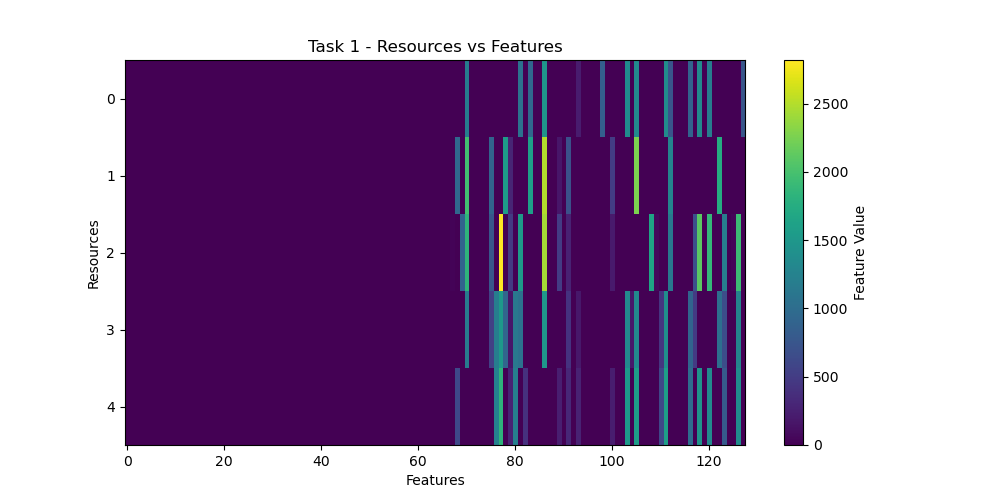 Task 1 - Resources vs Features
0
1
2
3
4
Resources
0 20 40 60 80 100 120
Features
2500
2000
1500
1000
500
0
Feature Value